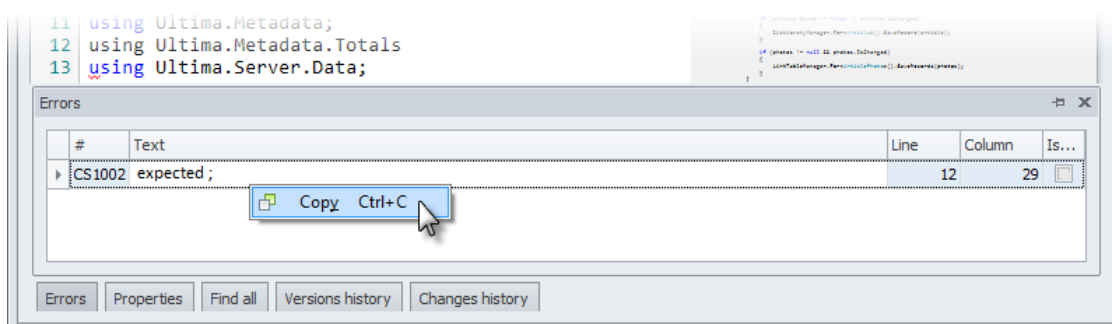 11 using Ultima.Metadata;
12 using Ultima.Metadata.Totals
13 using Ultima.Server.Data;
Errors
# Text Line Column Is...
CS1002 expected ; 12 29
Copy Ctrl+C
Errors Properties Find all Versions history Changes history